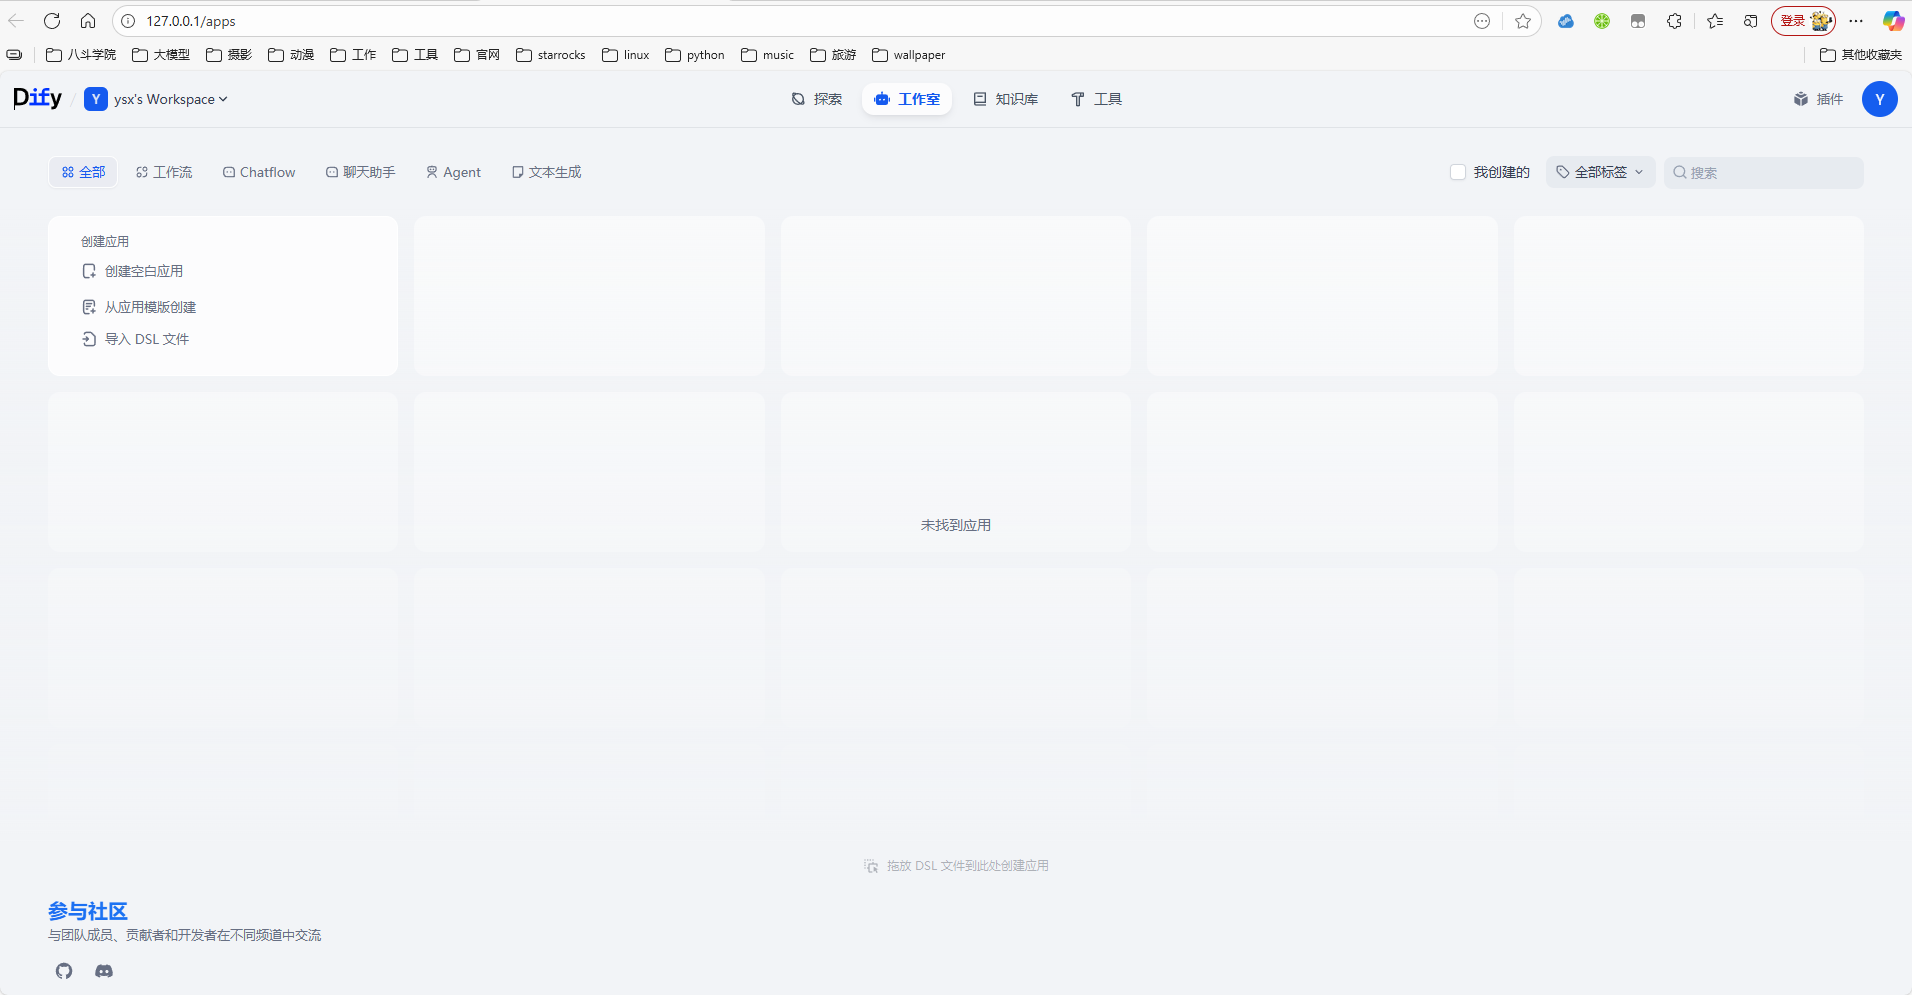 127.0.0.1/apps
登录
八斗学院 大模型 摄影 动漫 工作 工具 官网 starrocks linux python music 旅游 wallpaper 其他收藏夹
Dify / Y ysx's Workspace 探索 工作室 知识库 工具 插件 Y
全部 工作流 Chatflow 聊天助手 Agent 文本生成 我创建的 全部标签 搜索
创建应用
创建空白应用
从应用模版创建
导入 DSL 文件
未找到应用
拖放 DSL 文件到此处创建应用
参与社区
与团队成员、贡献者和开发者在不同频道中交流